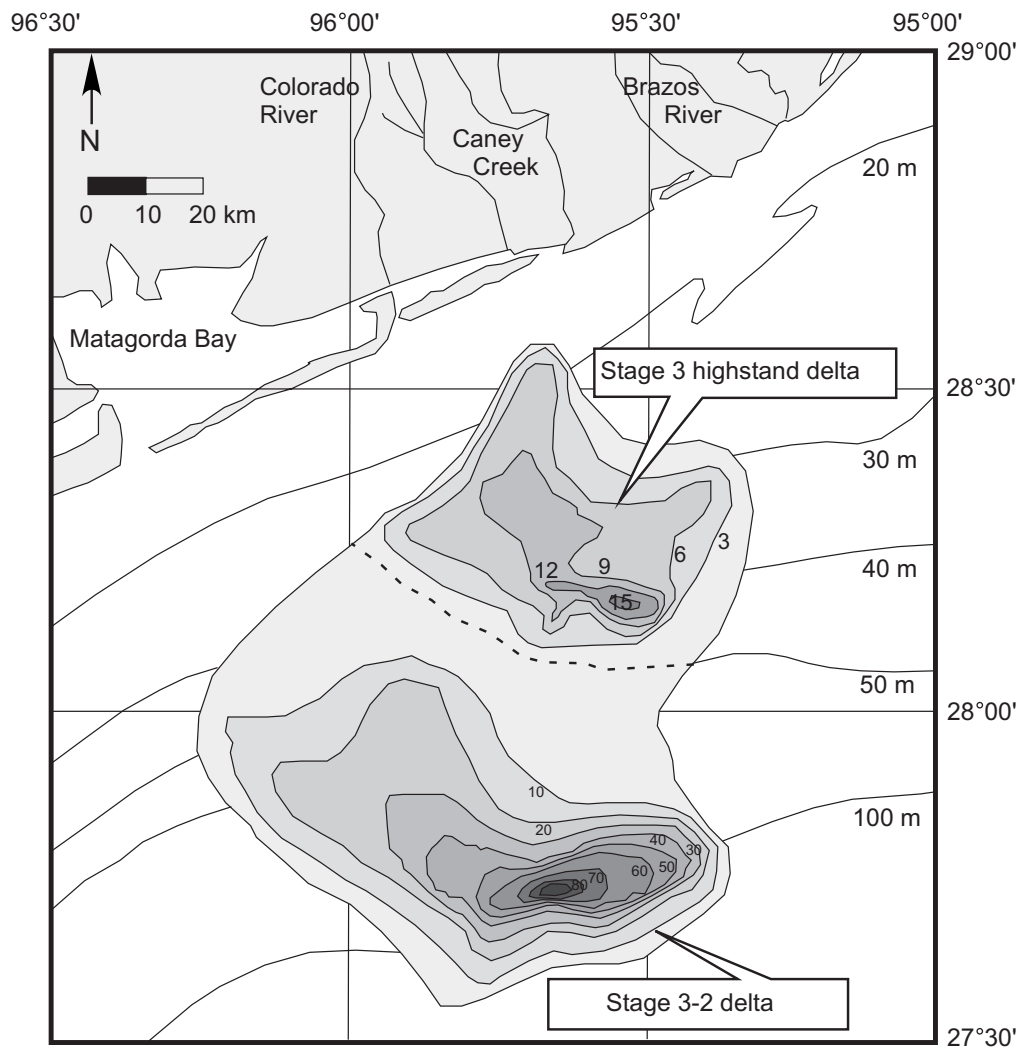 96°30'
96°00'
95°30'
95°00'
29°00'
Colorado
River
Brazos
River
N
Caney
Creek
20 m
0 10 20 km
Matagorda Bay
Stage 3 highstand delta
28°30'
30 m
3
6
9
12
40 m
15
50 m
28°00'
10
100 m
20
40
30
50
60
70
80
Stage 3-2 delta
27°30'